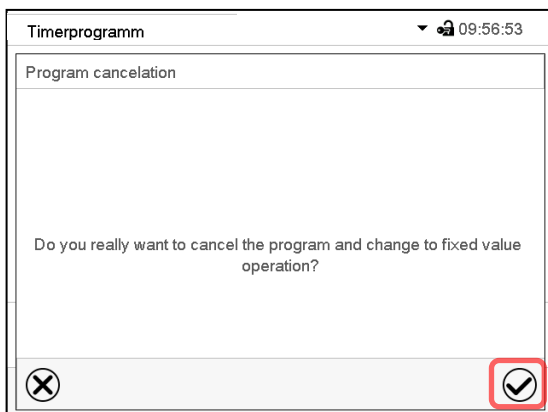 Timerprogramm
09:56:53
Program cancelation
Do you really want to cancel the program and change to fixed value
operation?